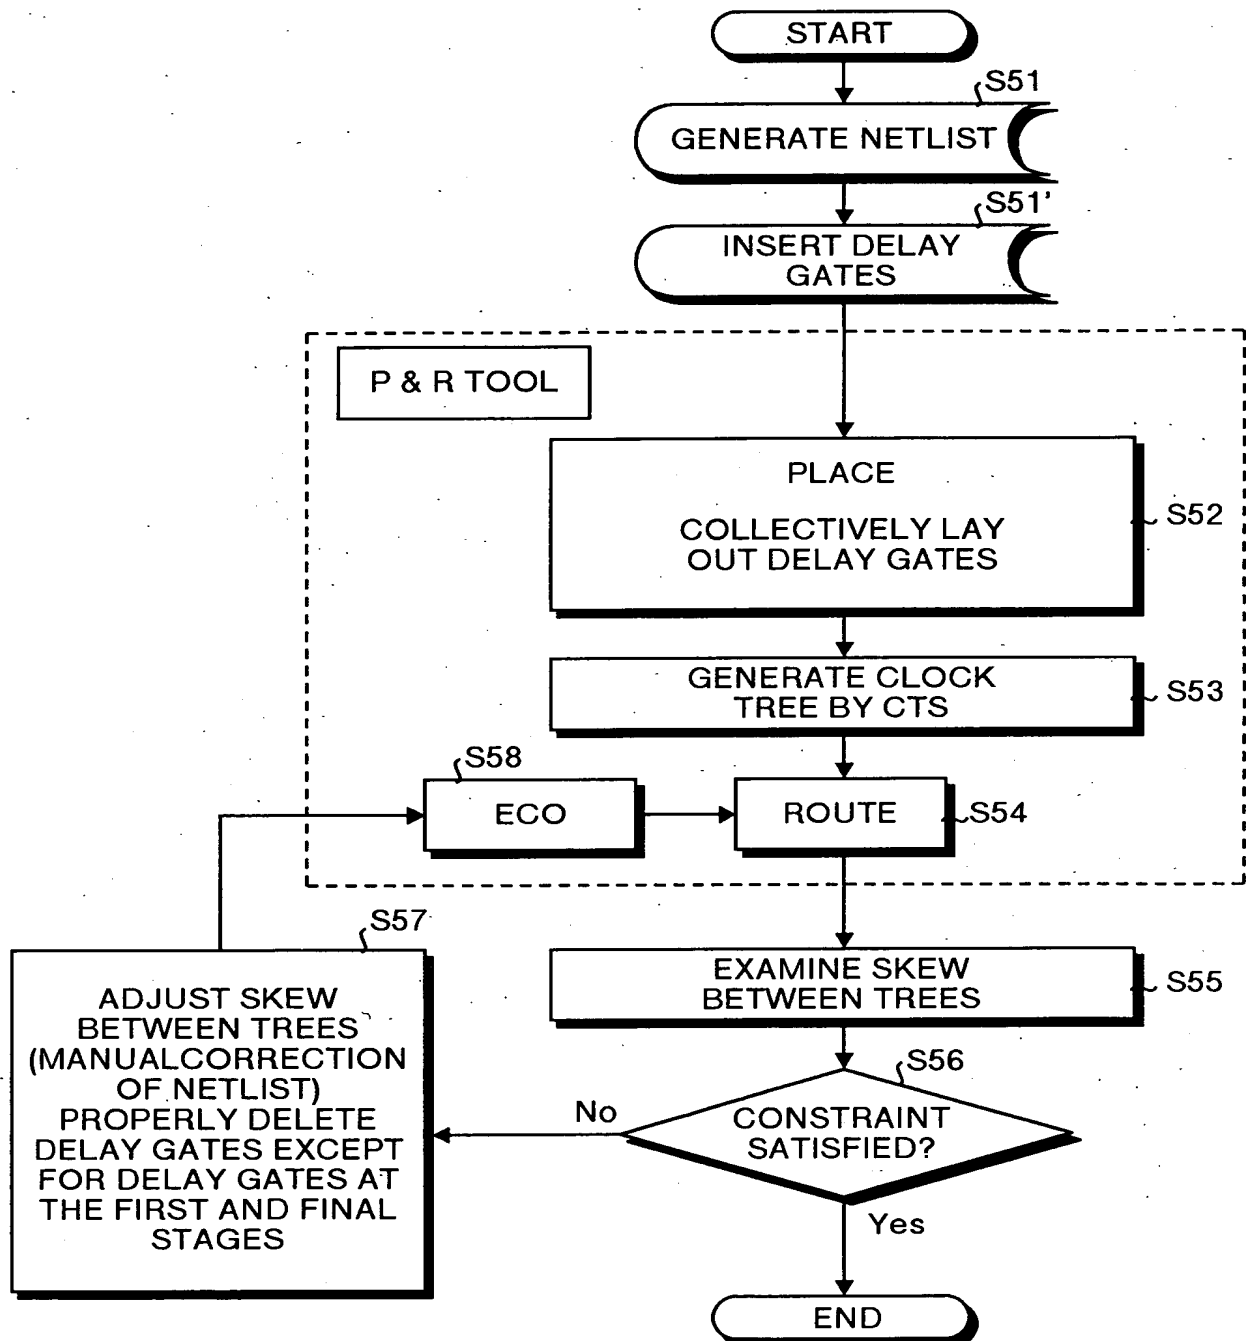 START
S51
GENERATE NETLIST
S51'
INSERT DELAY
GATES
P & R TOOL
PLACE
COLLECTIVELY LAY
OUT DELAY GATES
S52
GENERATE CLOCK
TREE BY CTS
S53
S58
ECO
ROUTE
S54
S57
ADJUST SKEW
BETWEEN TREES
(MANUALCORRECTION
OF NETLIST)
PROPERLY DELETE
DELAY GATES EXCEPT
FOR DELAY GATES AT
THE FIRST AND FINAL
STAGES
EXAMINE SKEW
BETWEEN TREES
S55
S56
CONSTRAINT
SATISFIED?
No
Yes
END